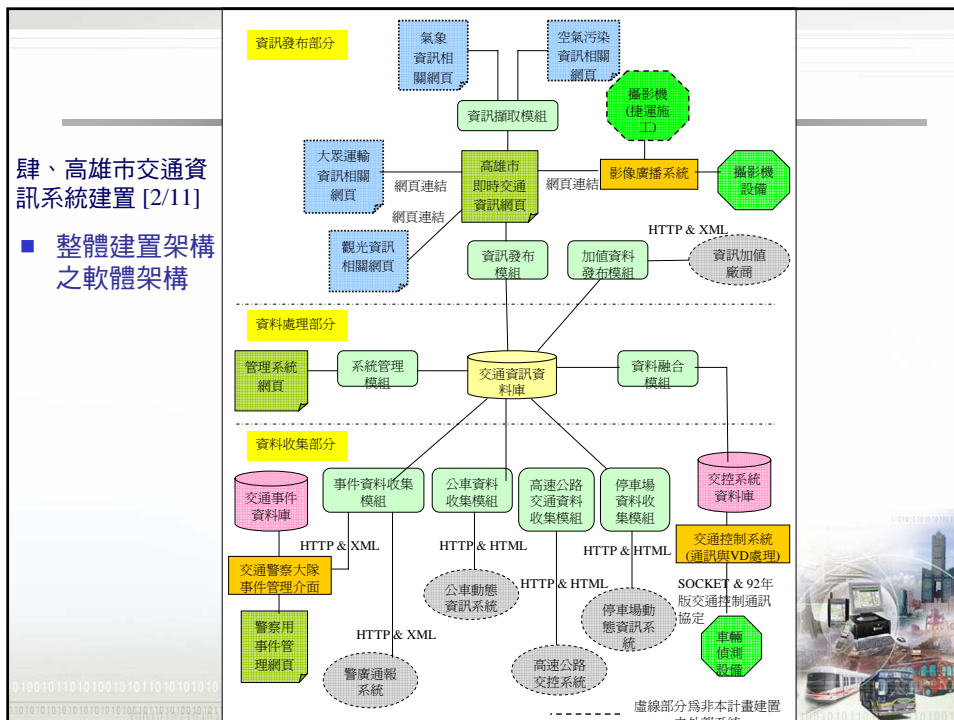 肆、高雄市交通資
訊系統建置 [2/11]
整體建置架構
之軟體架構
資訊發布部分
氣象
資訊相
關網頁
空氣污染
資訊相關
網頁
資訊擷取模組
攝影機
(捷運施
工)
大眾運輸
資訊相關
網頁
網頁連結
高雄市
即時交通
資訊網頁
網頁連結
影像廣播系統
攝影機
設備
網頁連結
觀光資訊
相關網頁
資訊發布
模組
加值資料
發布模組
HTTP & XML
資訊加值
廠商
資料處理部分
管理系統
網頁
系統管理
模組
交通資訊資
料庫
資料融合
模組
資料收集部分
交通事件
資料庫
事件資料收集
模組
公車資料
收集模組
高速公路
交通資料
收集模組
停車場
資料收
集模組
交控系統
資料庫
HTTP & XML
HTTP & HTML
HTTP & HTML
交通控制系統
(通訊與VD處理)
交通警察大隊
事件管理介面
公車動態
資訊系統
HTTP & HTML
停車場動
態資訊系
統
SOCKET & 92年
版交通控制通訊
協定
警察用
事件管
理網頁
HTTP & XML
警廣通報
系統
高速公路
交控系統
車輛
偵測
設備
虛線部分為非本計畫建置